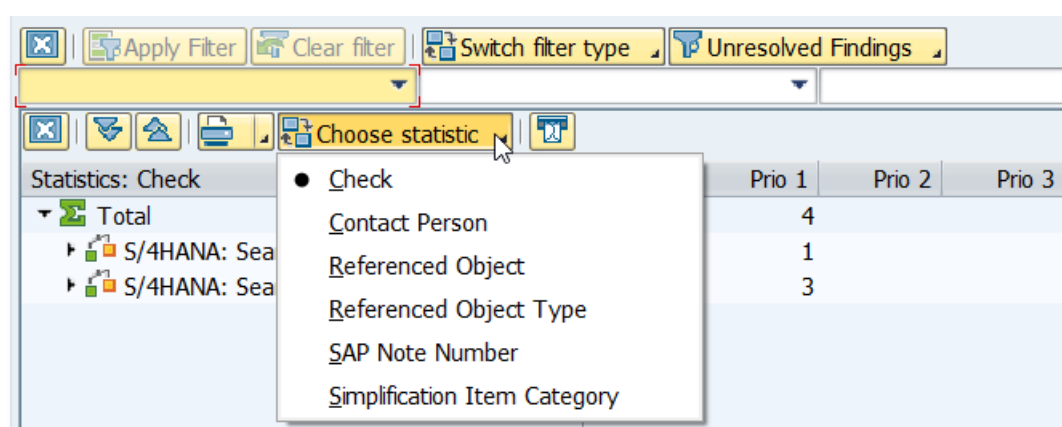 Apply Filter Clear filter Switch filter type Unresolved Findings
Choose statistic
Statistics: Check Prio 1 Prio 2 Prio 3
Check
Total 4
Contact Person
S/4HANA: Sea 1
Referenced Object
S/4HANA: Sea 3
Referenced Object Type
SAP Note Number
Simplification Item Category